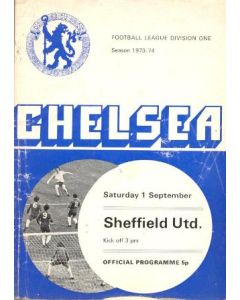 FOOTBALL LEAGUE DIVISION ONE
Season 1973-74
CHELSEA
Saturday 1 September
Sheffield Utd.
Kick off 3 pm
OFFICIAL PROGRAMME 5p